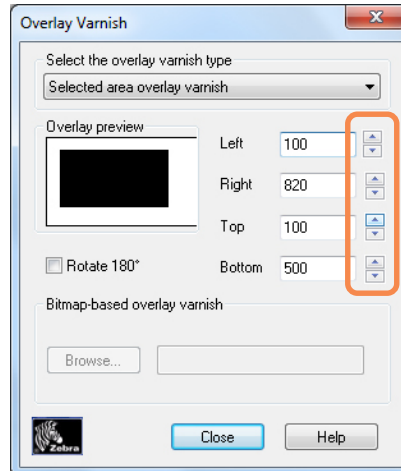 Overlay Varnish
Select the overlay varnish type
Selected area overlay varnish
Overlay preview
Left 100
Right 820
Top 100
Rotate 180°
Bottom 500
Bitmap-based overlay varnish
Browse...
Zebra
Close
Help